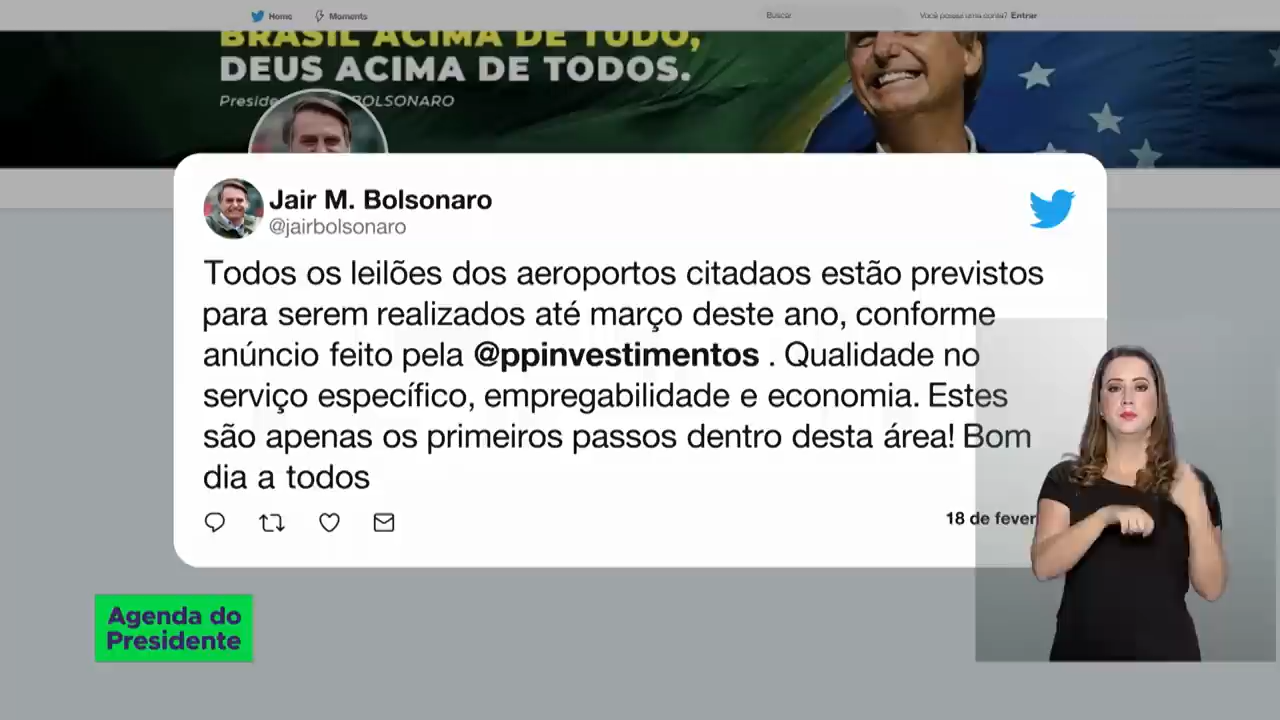 Home Moments Buscar Você possui uma conta? Entrar
BRASIL ACIMA DE TUDO,
DEUS ACIMA DE TODOS.
BOLSONARO
Jair M. Bolsonaro
@jairbolsonaro
Todos os leilões dos aeroportos citadaos estão previstos
para serem realizados até março deste ano, conforme
anúncio feito pela @ppinvestimentos . Qualidade no
serviço específico, empregabilidade e economia. Estes
são apenas os primeiros passos dentro desta área! Bom
dia a todos
18 de fever
Agenda do
Presidente